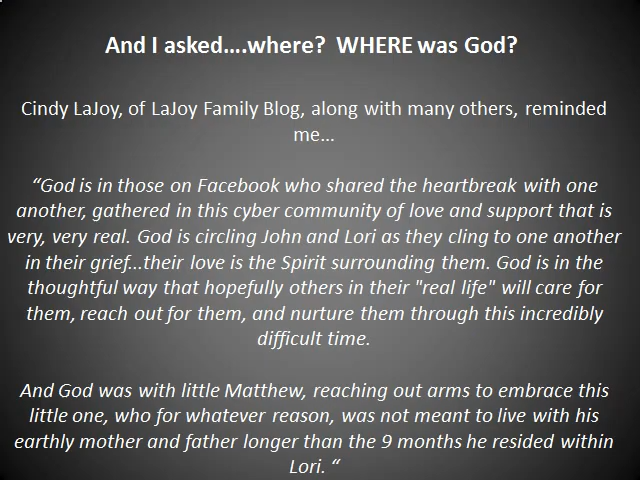 And I asked….where?  WHERE was God?
Cindy LaJoy, of LaJoy Family Blog, along with many others, reminded
me…
“God is in those on Facebook who shared the heartbreak with one
another, gathered in this cyber community of love and support that is
very, very real. God is circling John and Lori as they cling to one another
in their grief…their love is the Spirit surrounding them. God is in the
thoughtful way that hopefully others in their "real life" will care for
them, reach out for them, and nurture them through this incredibly
difficult time.
And God was with little Matthew, reaching out arms to embrace this
little one, who for whatever reason, was not meant to live with his
earthly mother and father longer than the 9 months he resided within
Lori. “